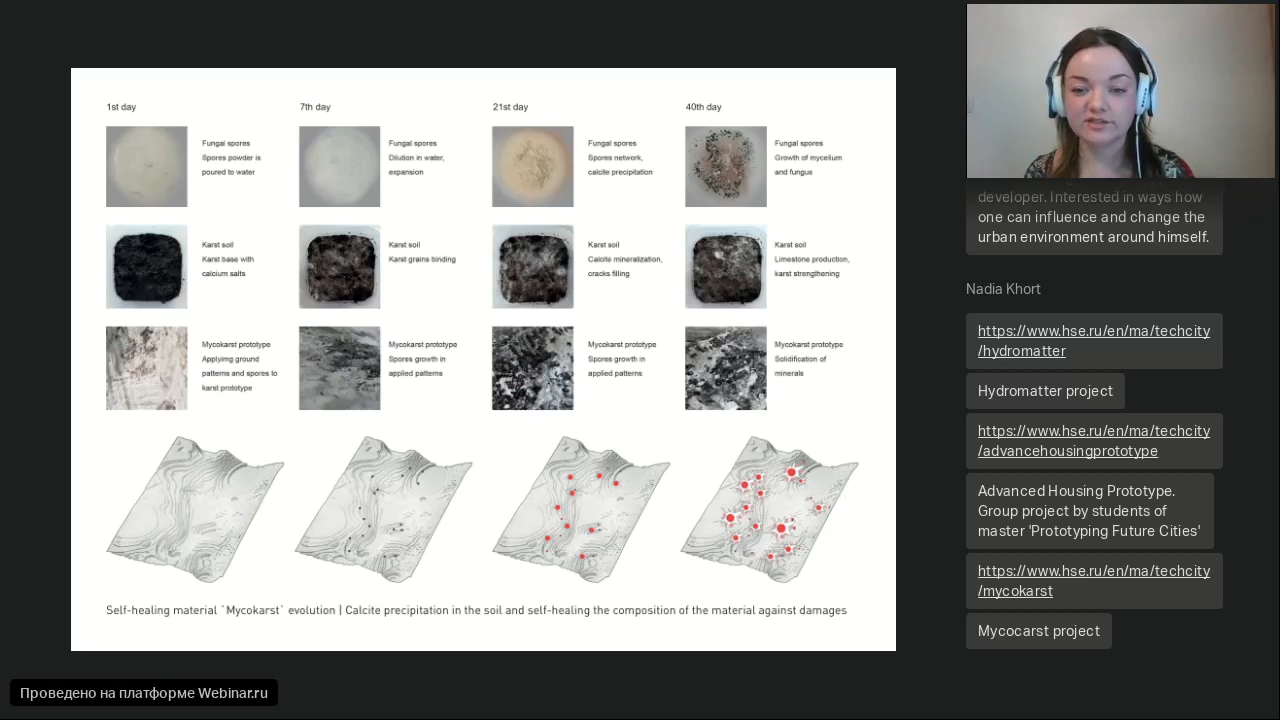 1st day
7th day
21st day
40th day
Fungal spores
Spores powder is
poured to water
Fungal spores
Dilution in water,
expansion
Fungal spores
Spores network,
calcite precipitation
Fungal spores
Growth of mycelium
and fungus
Karst soil
Karst base with
calcium salts
Karst soil
Karst grains binding
Karst soil
Calcite mineralization,
cracks filling
Karst soil
Limestone production,
karst strengthening
Mycokarst prototype
Applyimg ground
patterns and spores to
karst prototype
Mycokarst prototype
Spores growth in
applied patterns
Mycokarst prototype
Spores growth in
applied patterns
Mycokarst prototype
Solidification of
minerals
Self-healing material `Mycokarst` evolution | Calcite precipitation in the soil and self-healing the composition of the material against damages
developer. Interested in ways how
one can influence and change the
urban environment around himself.
Nadia Khort
https://www.hse.ru/en/ma/techcity
/hydromatter
Hydromatter project
https://www.hse.ru/en/ma/techcity
/advancehousingprototype
Advanced Housing Prototype.
Group project by students of
master 'Prototyping Future Cities'
https://www.hse.ru/en/ma/techcity
/mycokarst
Mycocarst project
Проведено на платформе Webinar.ru